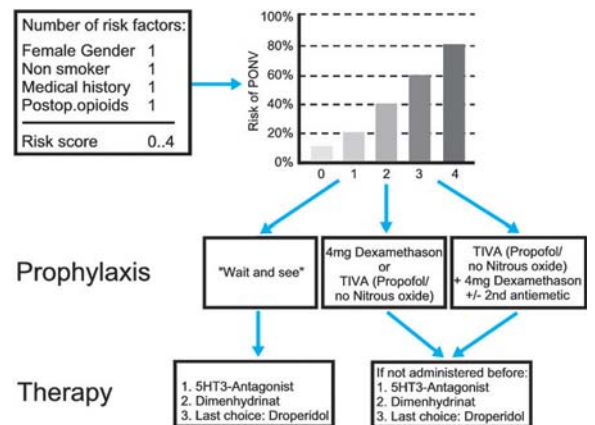 Number of risk factors:
Female Gender 1
Non smoker 1
Medical history 1
Postop.opioids 1
Risk score 0..4
Risk of PONV
100%
80%
60%
40%
20%
0%
0 1 2 3 4
Prophylaxis
"Wait and see"
4mg Dexamethason
or
TIVA (Propofol/
no Nitrous oxide)
TIVA (Propofol/
no Nitrous oxide)
+ 4mg Dexamethason
+/- 2nd antiemetic
Therapy
1. 5HT3-Antagonist
2. Dimenhydrinat
3. Last choice: Droperidol
If not administered before:
1. 5HT3-Antagonist
2. Dimenhydrinat
3. Last choice: Droperidol